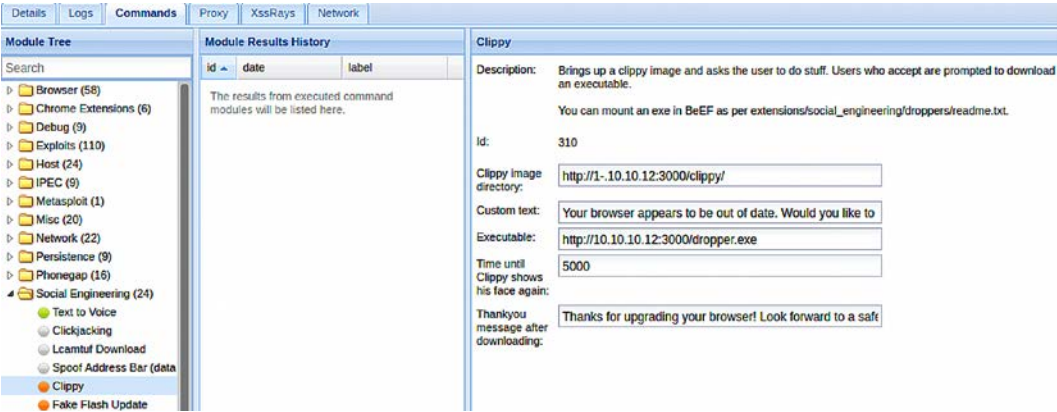 Details Logs Commands Proxy XssRays Network
Module Tree
Search
Browser (58)
Chrome Extensions (6)
Debug (9)
Exploits (110)
Host (24)
IPEC (9)
Metasploit (1)
Misc (20)
Network (22)
Persistence (9)
Phonegap (16)
Social Engineering (24)
Text to Voice
Clickjacking
Lcamtuf Download
Spoof Address Bar (data
Clippy
Fake Flash Update
Module Results History
id date label
The results from executed command
modules will be listed here.
Clippy
Description: Brings up a clippy image and asks the user to do stuff. Users who accept are prompted to download
an executable.
You can mount an exe in BeEF as per extensions/social_engineering/droppers/readme.txt.
Id: 310
Clippy image
directory:
http://1-.10.10.12:3000/clippy/
Custom text: Your browser appears to be out of date. Would you like to
Executable: http://10.10.10.12:3000/dropper.exe
Time until
Clippy shows
his face again:
5000
Thankyou
message after
downloading:
Thanks for upgrading your browser! Look forward to a safe